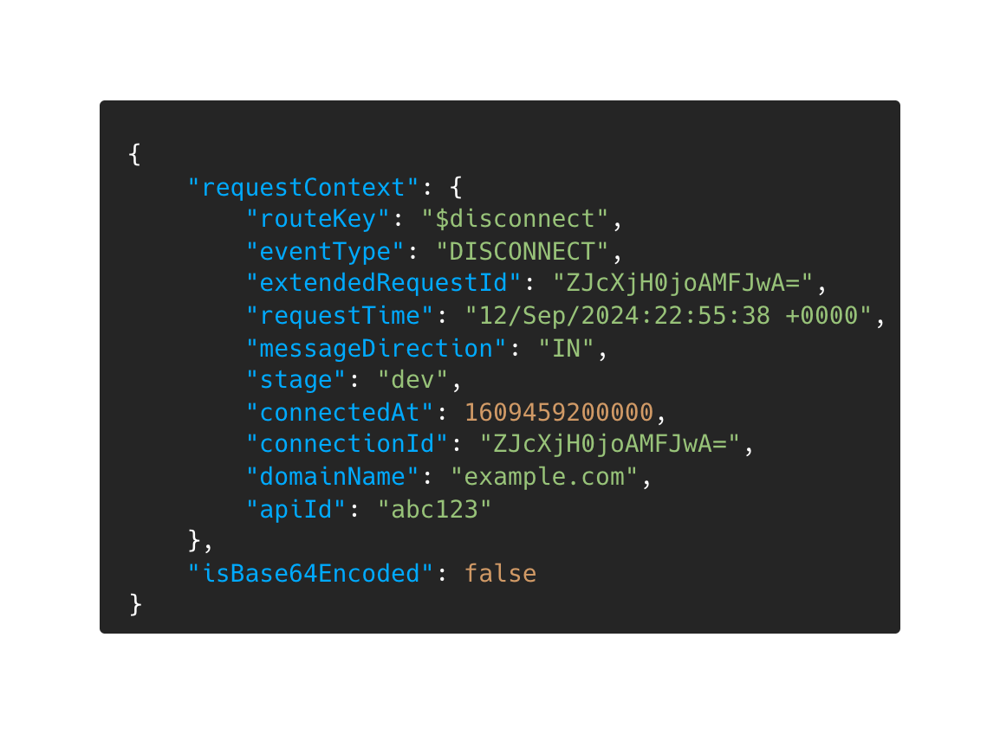 {
    "requestContext": {
        "routeKey": "$disconnect",
        "eventType": "DISCONNECT",
        "extendedRequestId": "ZJcXjH0joAMFJwA=",
        "requestTime": "12/Sep/2024:22:55:38 +0000",
        "messageDirection": "IN",
        "stage": "dev",
        "connectedAt": 1609459200000,
        "connectionId": "ZJcXjH0joAMFJwA=",
        "domainName": "example.com",
        "apiId": "abc123"
    },
    "isBase64Encoded": false
}